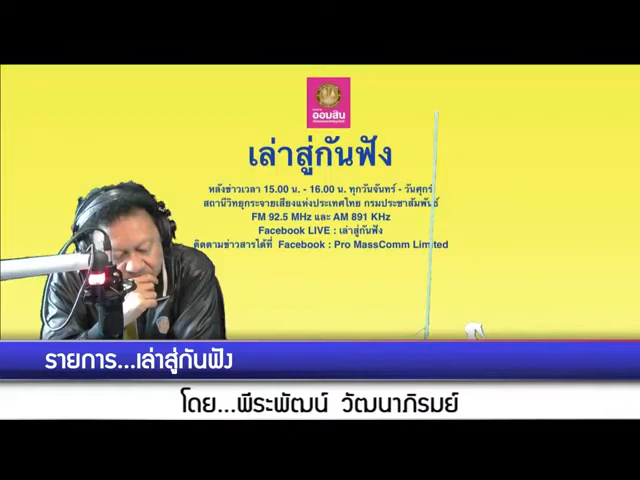 ออมสิน
เล่าสู่กันฟัง
หลังข่าวเวลา 15.00 น. - 16.00 น. ทุกวันจันทร์ - วันศุกร์
สถานีวิทยุกระจายเสียงแห่งประเทศไทย กรมประชาสัมพันธ์
FM 92.5 MHz และ AM 891 KHz
Facebook LIVE : เล่าสู่กันฟัง
ติดตามข่าวสารได้ที่ Facebook : Pro MassComm Limited
รายการ...เล่าสู่กันฟัง
โดย...พีระพัฒน์ วัฒนาภิรมย์